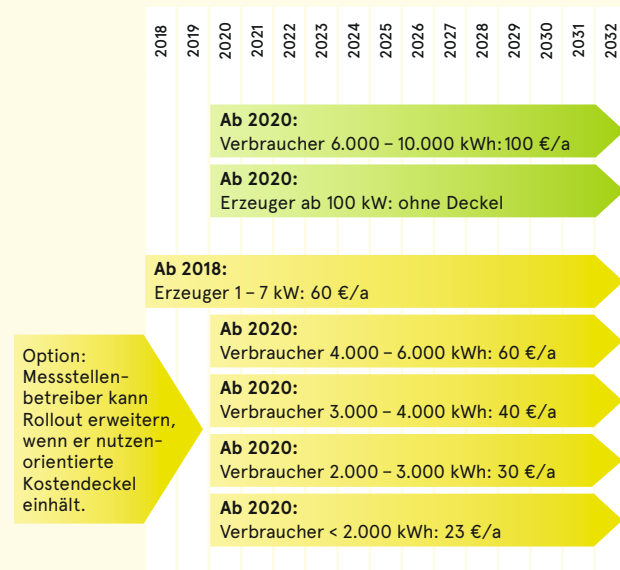 2018
2019
2020
2021
2022
2023
2024
2025
2026
2027
2028
2029
2030
2031
2032
Ab 2020:
Verbraucher 6.000 – 10.000 kWh: 100 €/a
Ab 2020:
Erzeuger ab 100 kW: ohne Deckel
Ab 2018:
Erzeuger 1 – 7 kW: 60 €/a
Option:
Messstellen-
betreiber kann
Rollout erweitern,
wenn er nutzen-
orientierte
Kostendeckel
einhält.
Ab 2020:
Verbraucher 4.000 – 6.000 kWh: 60 €/a
Ab 2020:
Verbraucher 3.000 – 4.000 kWh: 40 €/a
Ab 2020:
Verbraucher 2.000 – 3.000 kWh: 30 €/a
Ab 2020:
Verbraucher < 2.000 kWh: 23 €/a